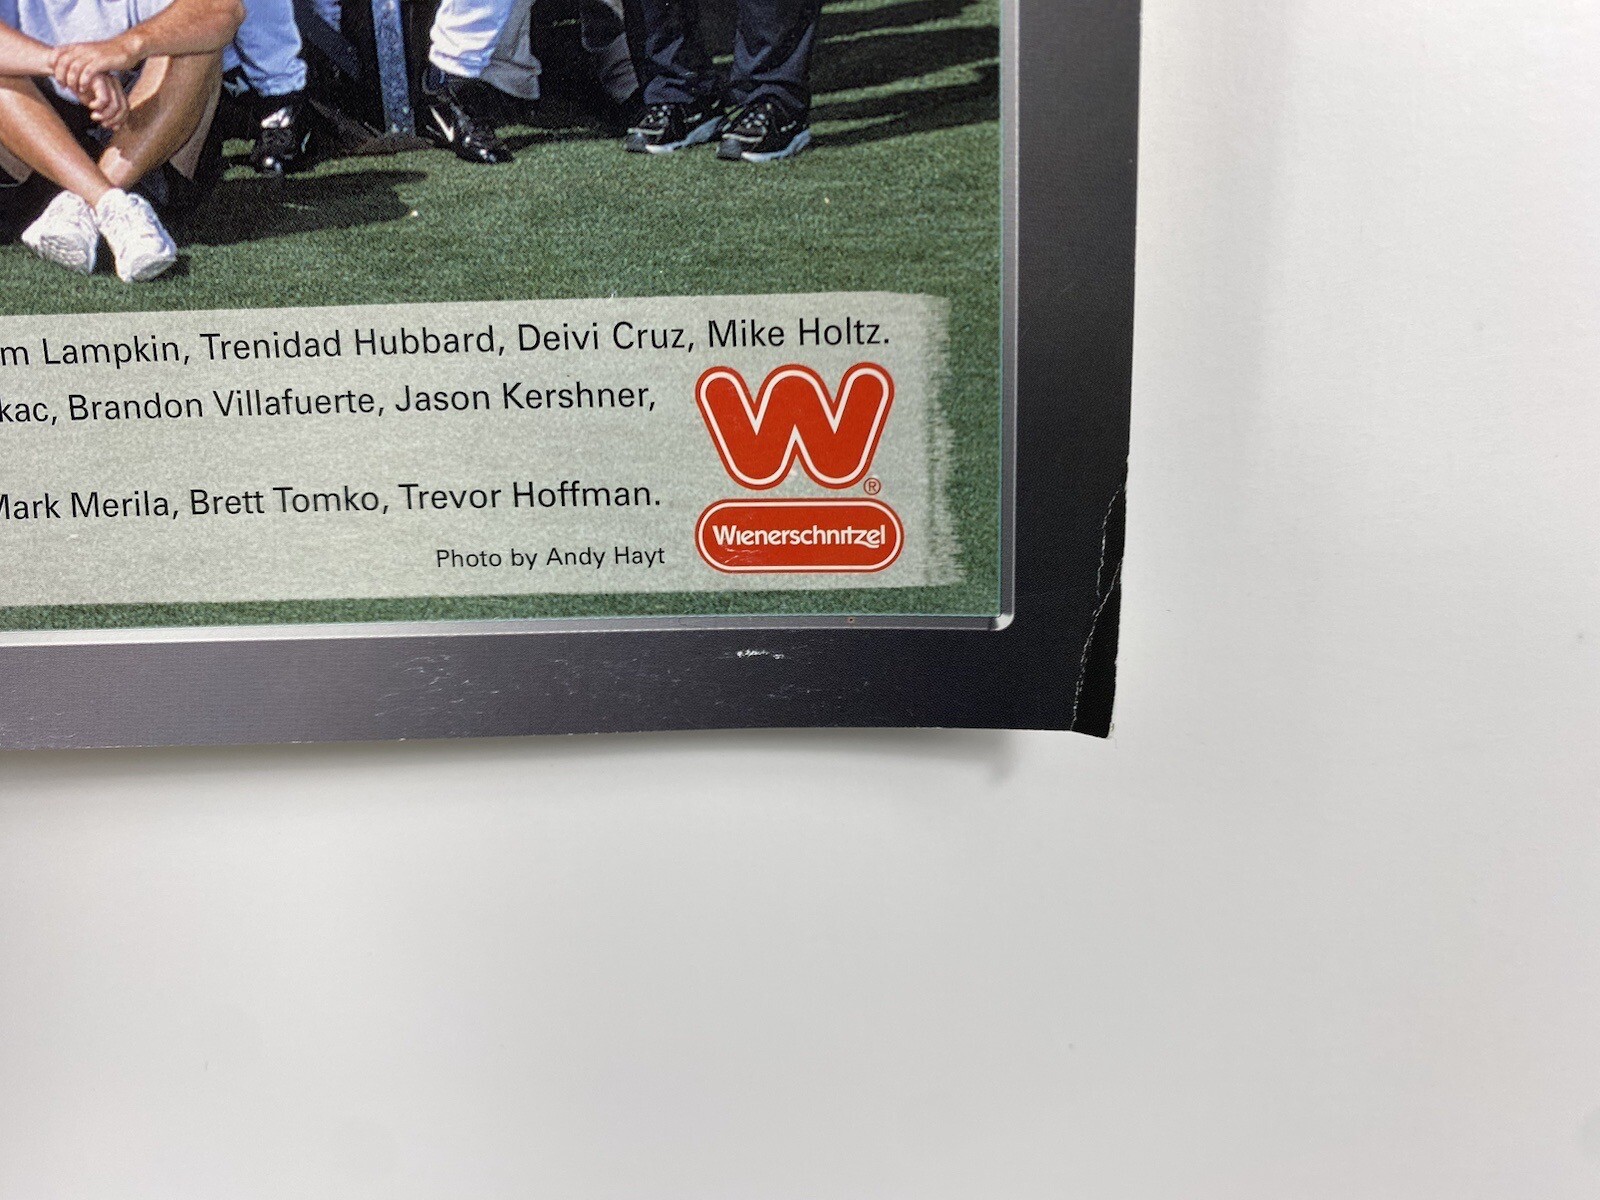 Lampkin, Trenidad Hubbard, Deivi Cruz, Mike Holtz.
Brandon Villafuerte, Jason Kershner,
Mark Merila, Brett Tomko, Trevor Hoffman.
Photo by Andy Hayt
W®
Wienerschnitzel